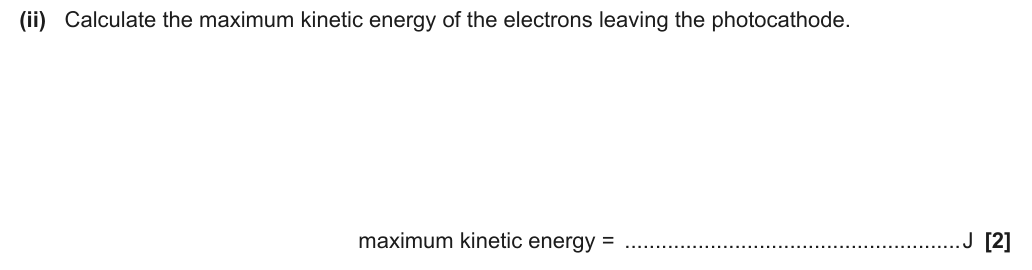 (ii) Calculate the maximum kinetic energy of the electrons leaving the photocathode.
maximum kinetic energy = ......................................................J [2]